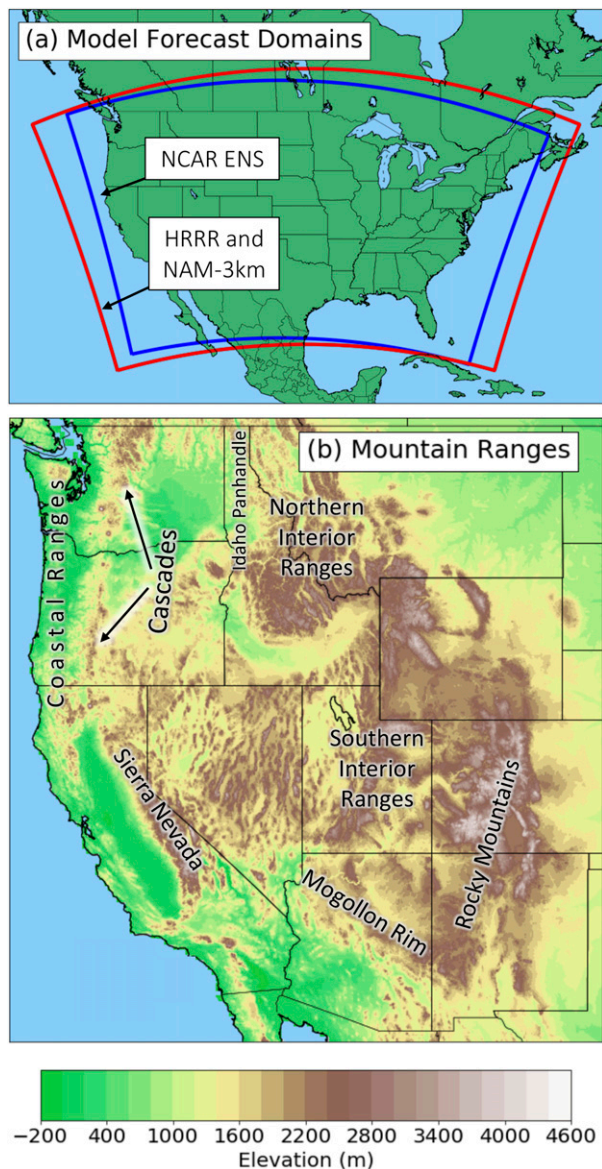 (a) Model Forecast Domains
NCAR ENS
HRRR and
NAM-3km
(b) Mountain Ranges
Coastal Ranges
Cascades
Idaho Panhandle
Northern
Interior
Ranges
Sierra Nevada
Southern
Interior
Ranges
Mogollon Rim
Rocky Mountains
−200 400 1000 1600 2200 2800 3400 4000 4600
Elevation (m)